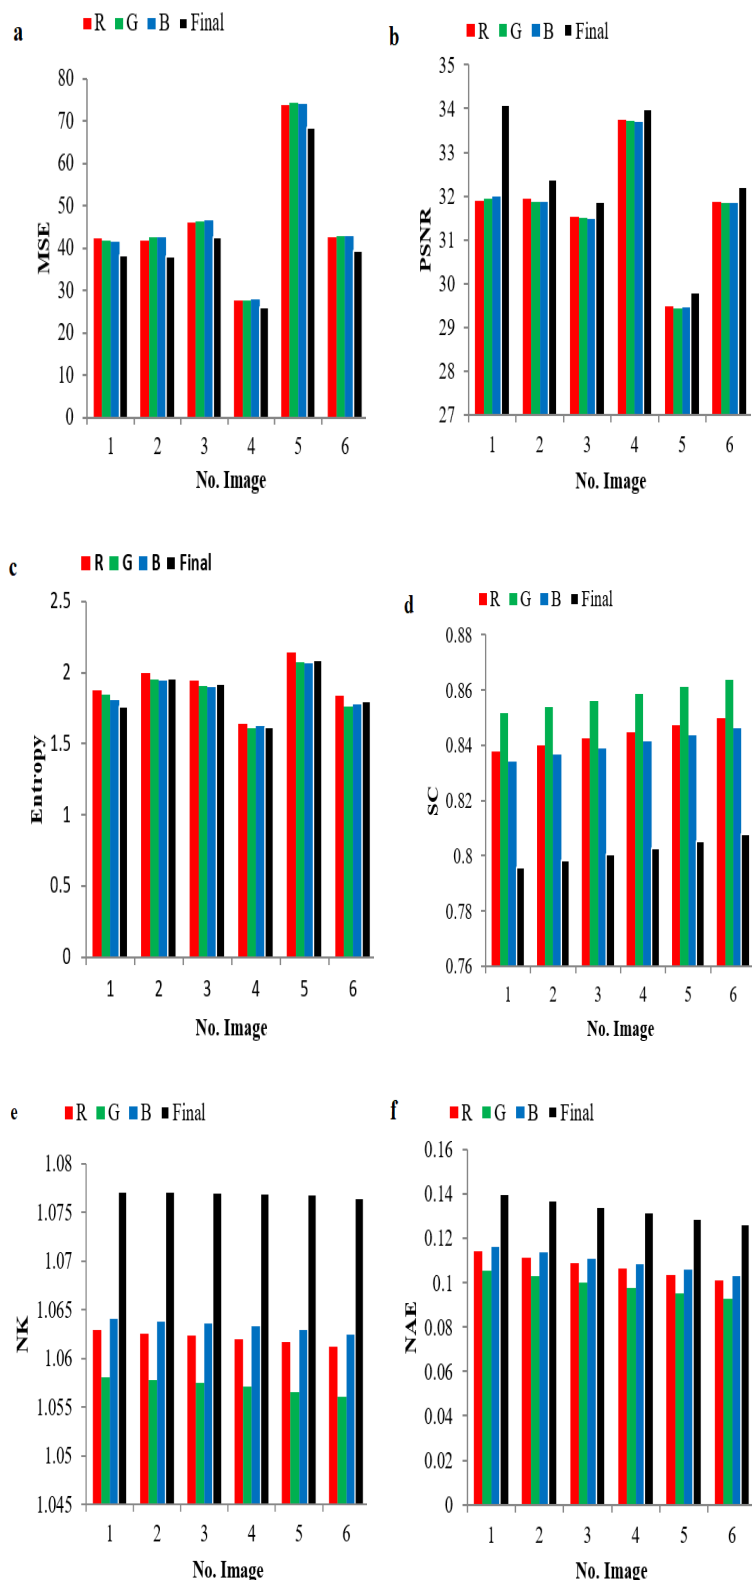 a
R G B Final
MSE
80
70
60
50
40
30
20
10
0
1 2 3 4 5 6
No. Image
b
R G B Final
PSNR
35
34
33
32
31
30
29
28
27
1 2 3 4 5 6
No. Image
c
R G B Final
Entropy
2.5
2
1.5
1
0.5
0
1 2 3 4 5 6
No. Image
d
R G B Final
SC
0.88
0.86
0.84
0.82
0.8
0.78
0.76
1 2 3 4 5 6
No. Image
e
R G B Final
NK
1.08
1.075
1.07
1.065
1.06
1.055
1.05
1.045
1 2 3 4 5 6
No. Image
f
R G B Final
NAE
0.16
0.14
0.12
0.1
0.08
0.06
0.04
0.02
0
1 2 3 4 5 6
No. Image